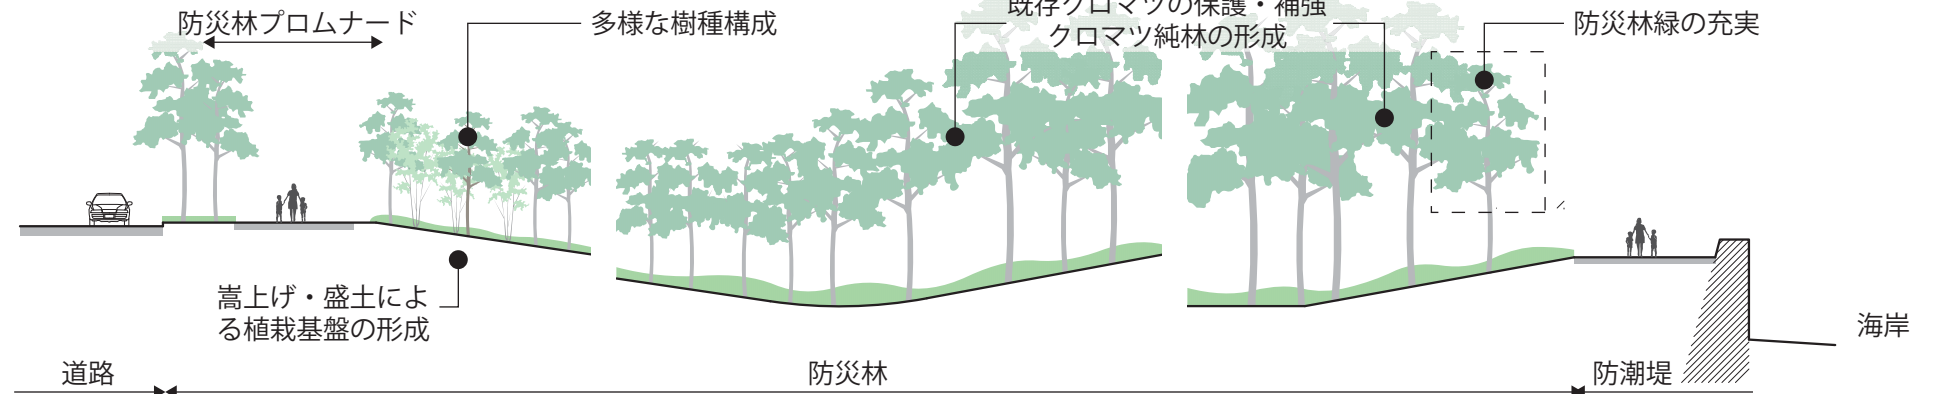 防災林プロムナード
多様な樹種構成
既存クロマツの保護・補強
クロマツ純林の形成
防災林縁の充実
嵩上げ・盛土によ
る植栽基盤の形成
海岸
道路
防災林
防潮堤